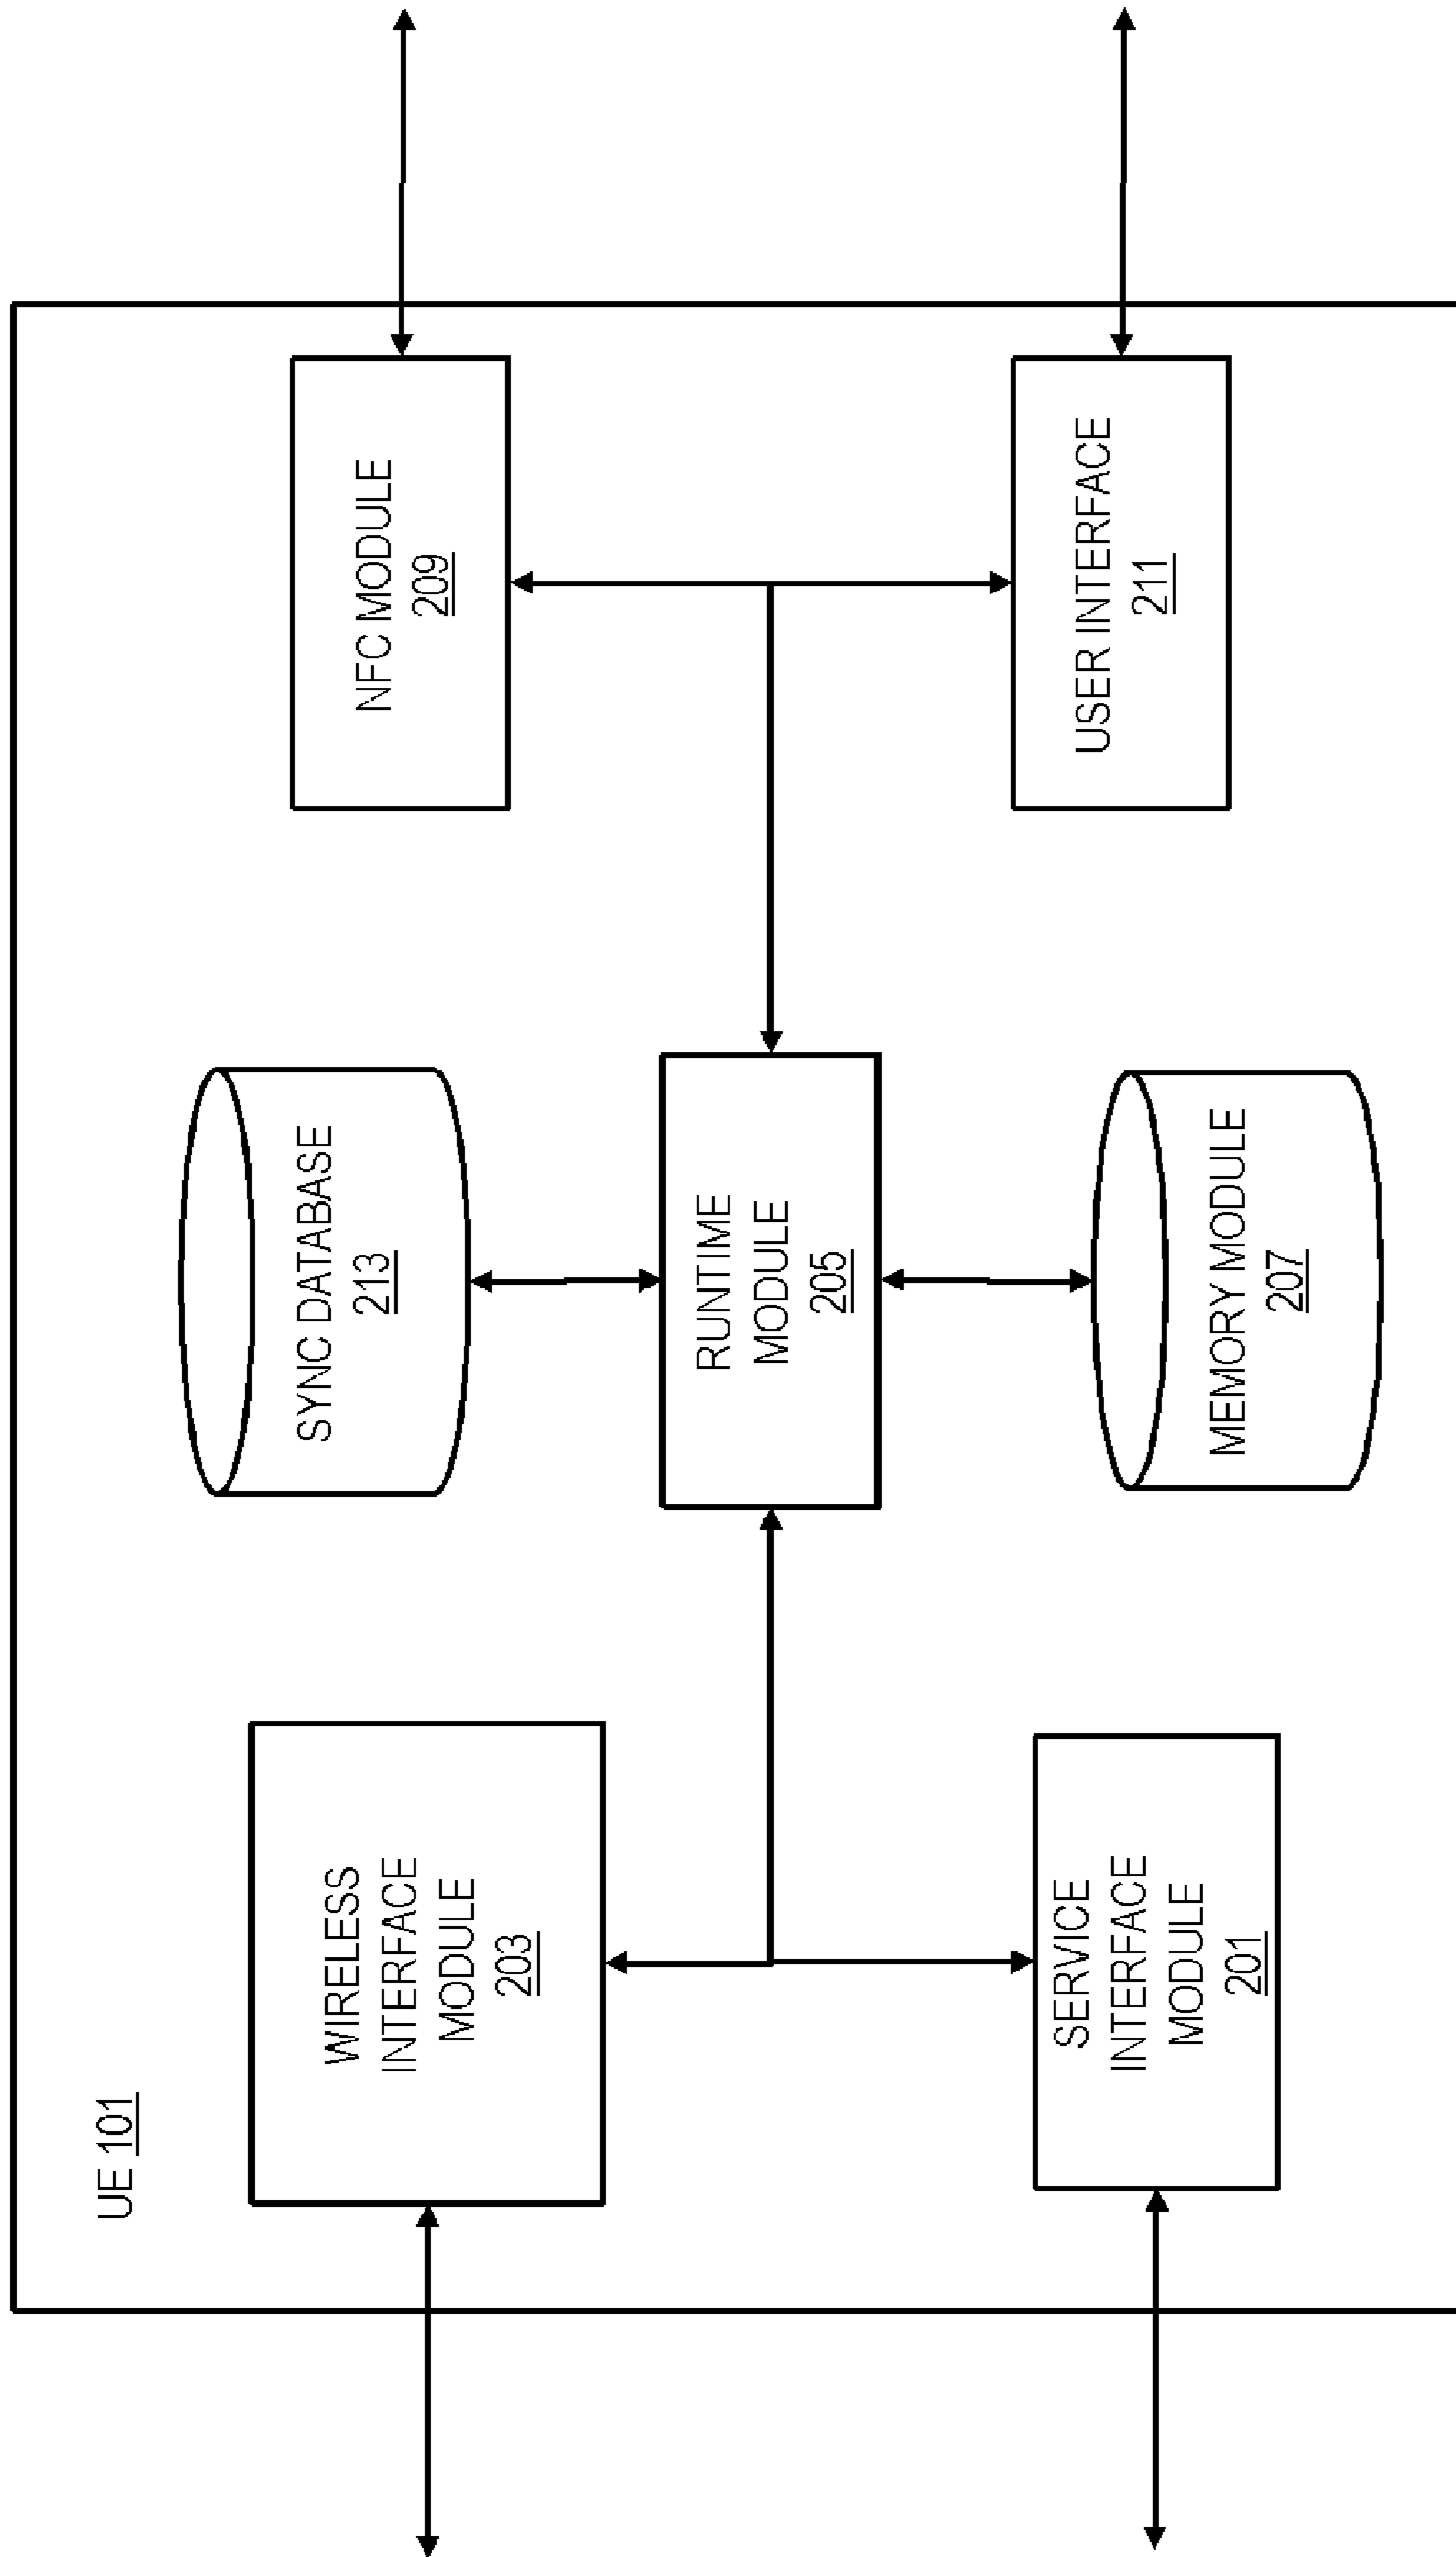 UE 101
WIRELESS
INTERFACE
MODULE
203
SYNC DATABASE
213
NFC MODULE
209
RUNTIME
MODULE
205
SERVICE
INTERFACE
MODULE
201
MEMORY MODULE
207
USER INTERFACE
211